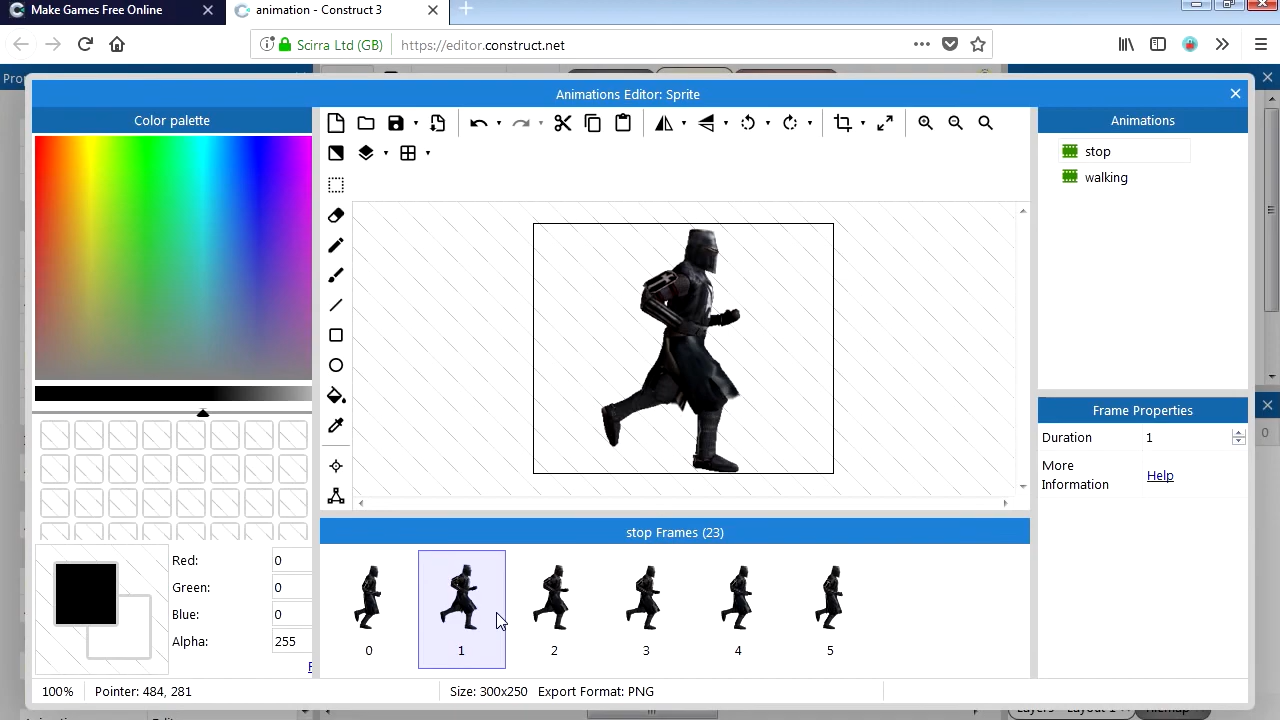 Make Games Free Online
animation - Construct 3
Scirra Ltd (GB)
https://editor.construct.net
Animations Editor: Sprite
Color palette
Animations
stop
walking
Frame Properties
Duration 1
More Information Help
stop Frames (23)
0 1 2 3 4 5
Red: 0
Green: 0
Blue: 0
Alpha: 255
100% Pointer: 484, 281 Size: 300x250 Export Format: PNG